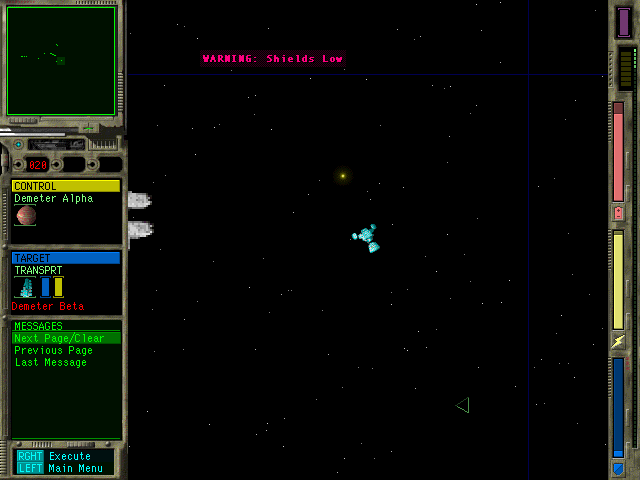 WARNING: Shields Low
020
CONTROL
Demeter Alpha
TARGET
TRANSPRT
Demeter Beta
MESSAGES
Next Page/Clear
Previous Page
Last Message
RGHT Execute
LEFT Main Menu